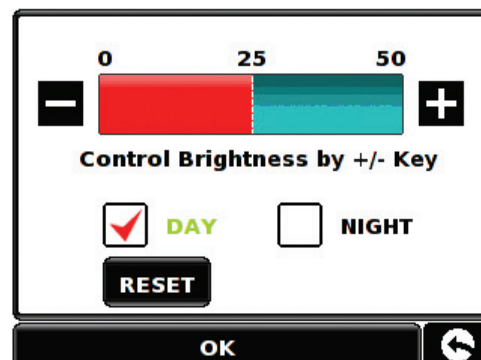 0 25 50
Control Brightness by +/- Key
DAY NIGHT
RESET
OK